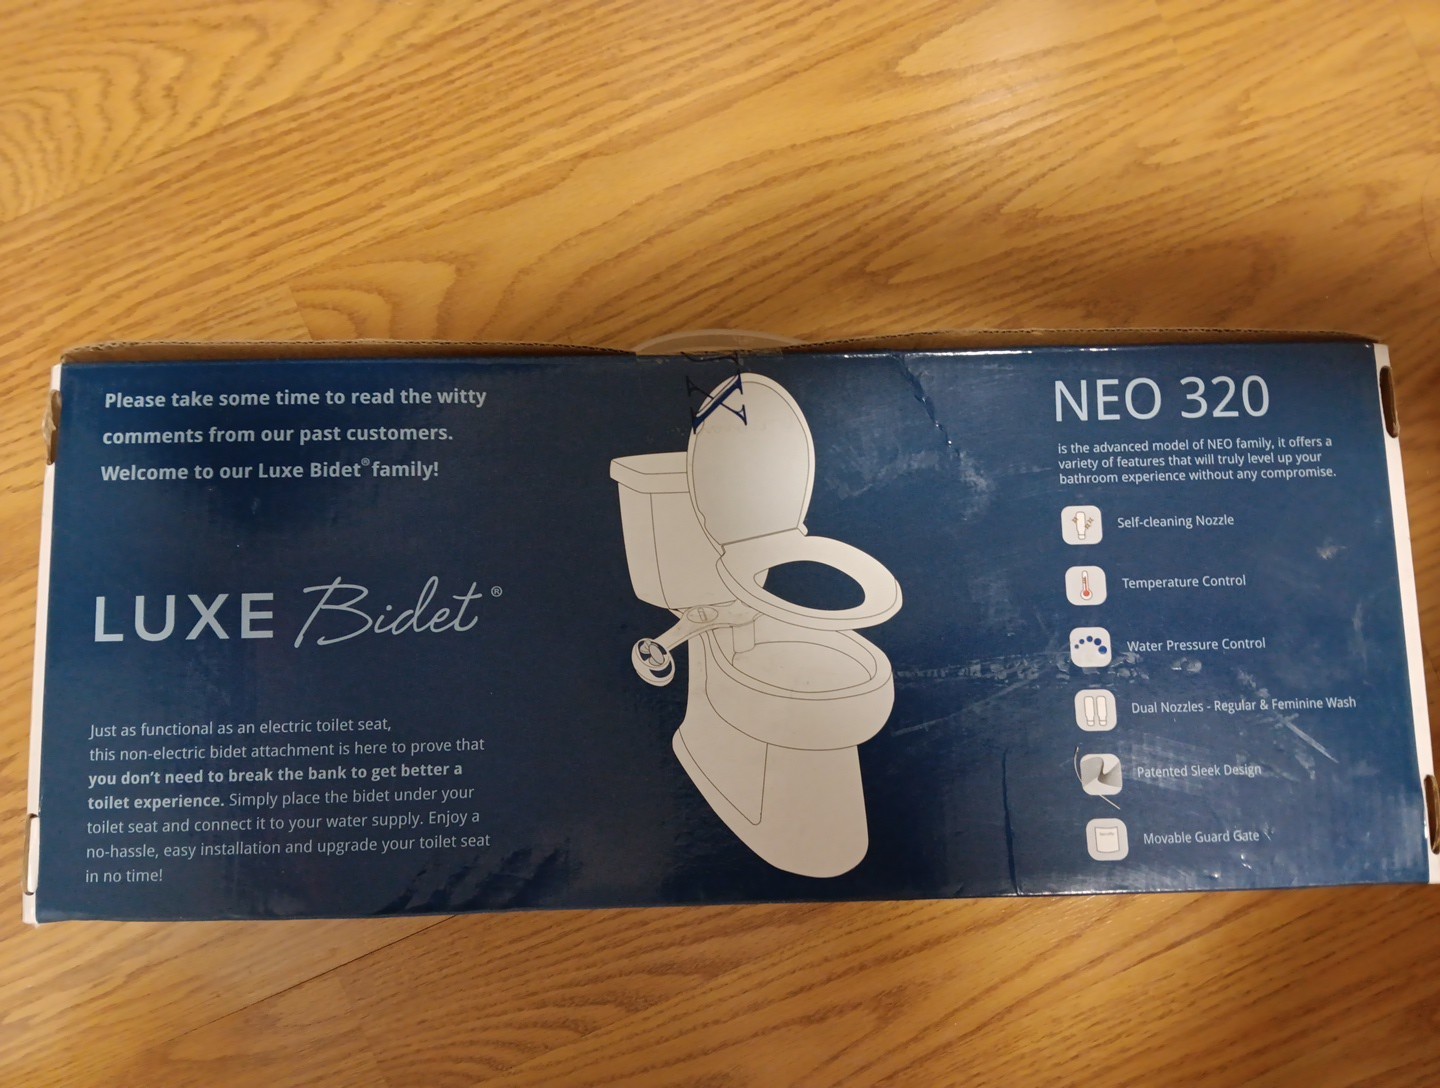 Please take some time to read the witty
comments from our past customers.
Welcome to our Luxe Bidet® family!
LUXE Bidet®
Just as functional as an electric toilet seat,
this non-electric bidet attachment is here to prove that
you don't need to break the bank to get better a
toilet experience. Simply place the bidet under your
toilet seat and connect it to your water supply. Enjoy a
no-hassle, easy installation and upgrade your toilet seat
in no time!
NEO 320
is the advanced model of NEO family, it offers a
variety of features that will truly level up your
bathroom experience without any compromise.
Self-cleaning Nozzle
Temperature Control
Water Pressure Control
Dual Nozzles - Regular & Feminine Wash
Patented Sleek Design
Movable Guard Gate